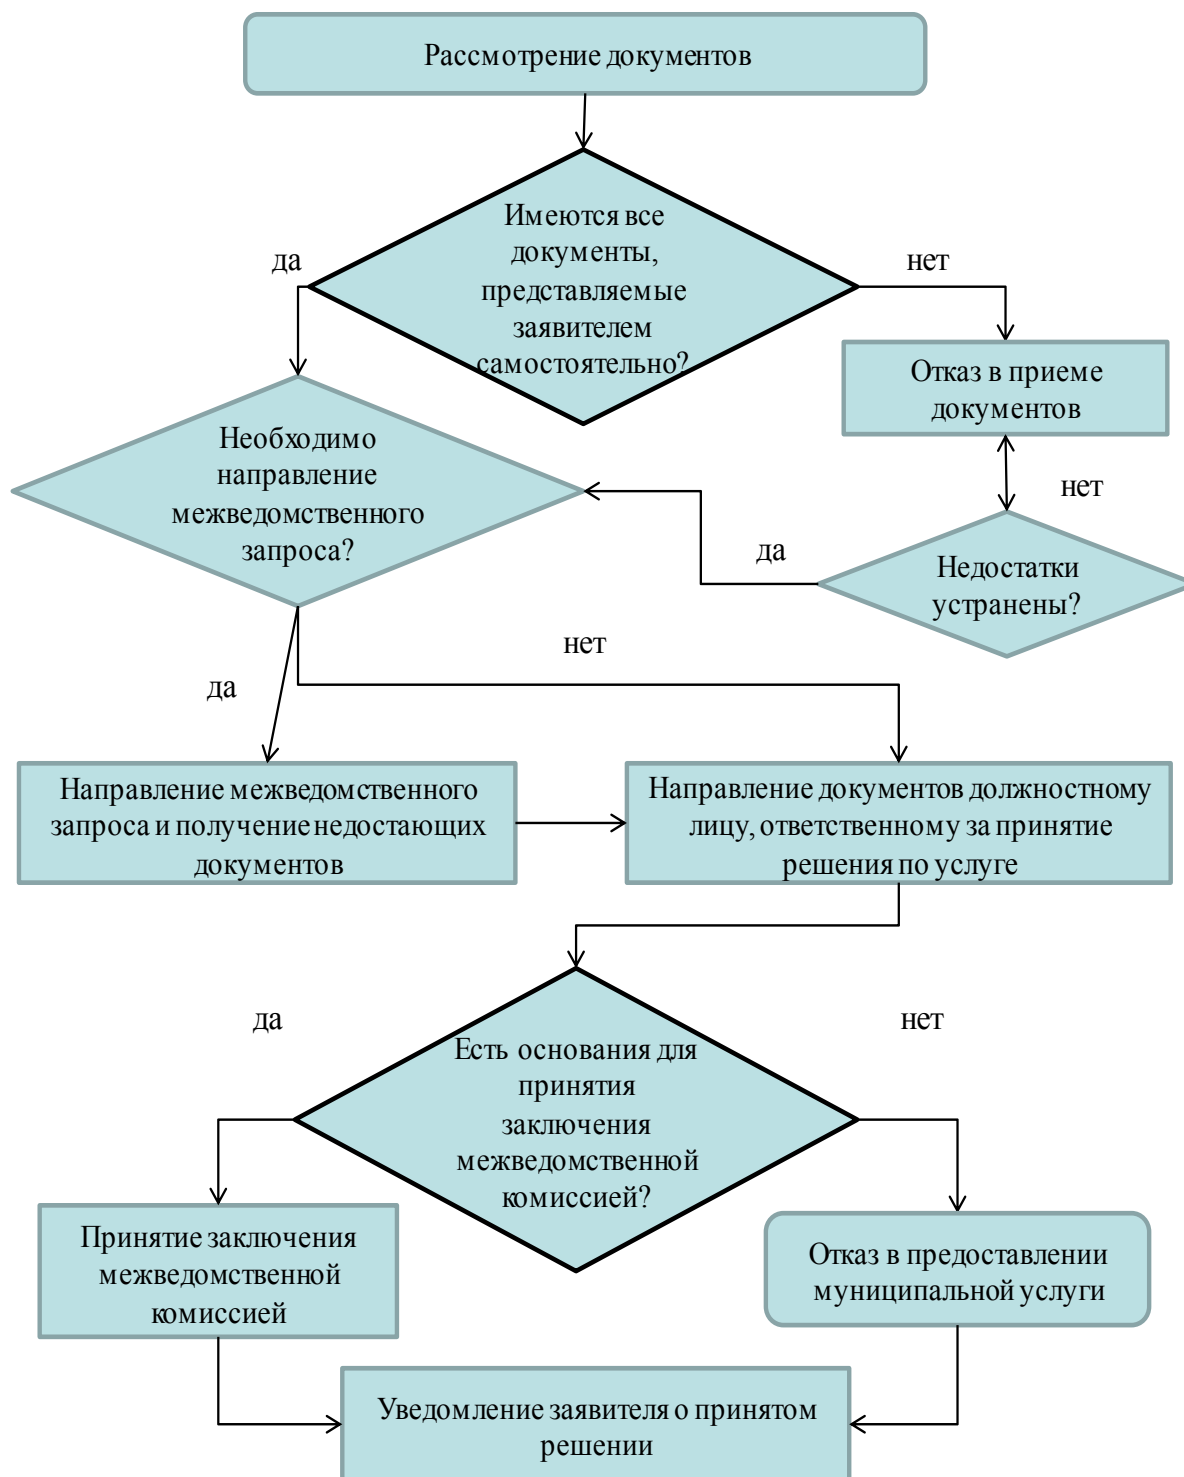 Рассмотрение документов
Имеются все
документы,
представляемые
заявителем
самостоятельно?
да
нет
Отказ в приеме
документов
Необходимо
направление
межведомственного
запроса?
нет
да
Недостатки
устранены?
нет
да
Направление межведомственного
запроса и получение недостающих
документов
Направление документов должностному
лицу, ответственному за принятие
решения по услуге
да
нет
Есть основания для
принятия
заключения
межведомственной
комиссией?
Принятие заключения
межведомственной
комиссией
Отказ в предоставлении
муниципальной услуги
Уведомление заявителя о принятом
решении